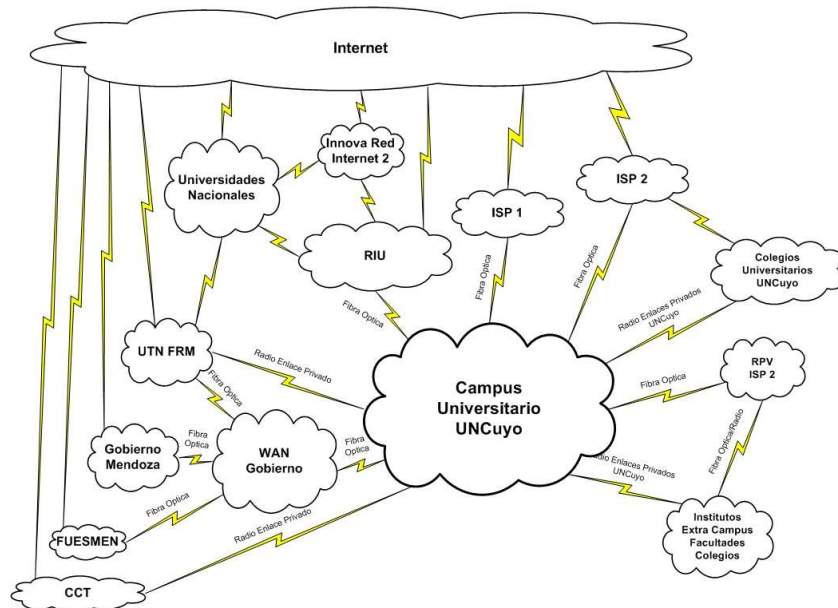 Internet
Innova Red
Internet 2
Universidades
Nacionales
ISP 2
ISP 1
RIU
Colegios
Universitarios
UNCuyo
Fibra Optica
Fibra Optica
Fibra Optica
Radio Enlaces Privados
UNCuyo
UTN FRM
Radio Enlace Privado
RPV
ISP 2
Campus
Universitario
UNCuyo
Fibra Optica
Fibra Optica
Fibra
Optica
Gobierno
Mendoza
WAN
Gobierno
Fibra
Optica
Fibra Optica/Radio
adio Enlaces Privados
UNCuyo
Fibra Optica
Institutos
Extra Campus
Facultades
Colegios
Radio Enlace Privado
FUESMEN
CCT